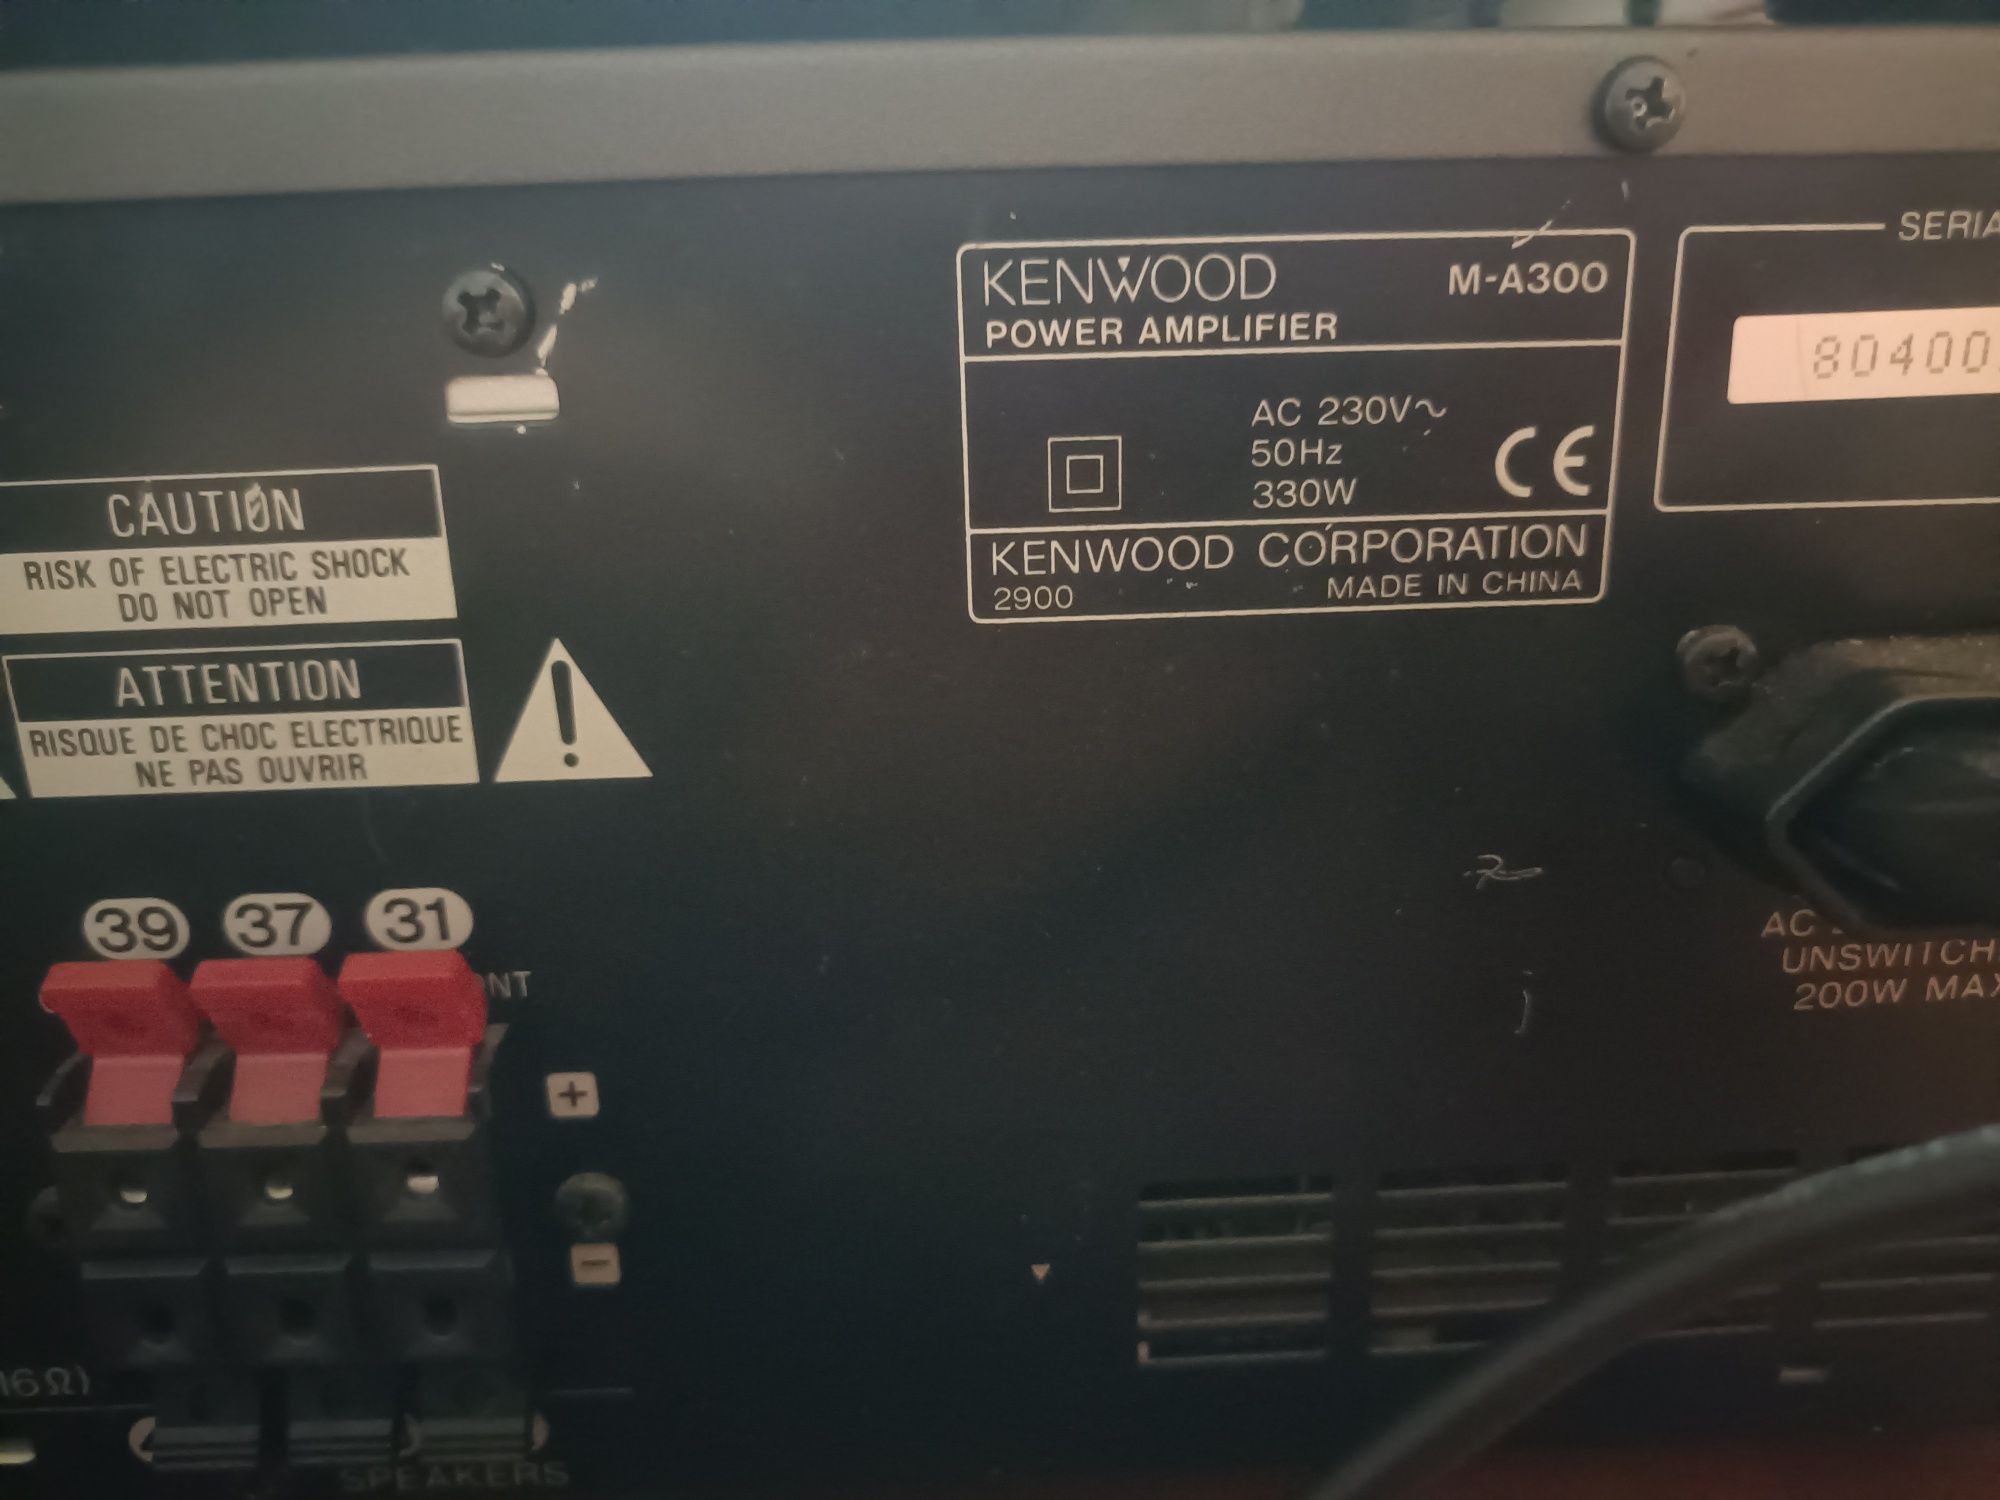 KENWOOD M-A300
POWER AMPLIFIER
AC 230V~
50Hz
330W
CE
KENWOOD CORPORATION
2900 MADE IN CHINA
SERIA
80400
CAUTION
RISK OF ELECTRIC SHOCK
DO NOT OPEN
ATTENTION
RISQUE DE CHOC ELECTRIQUE
NE PAS OUVRIR
!
39 37 31
NT
+
−
16Ω)
SPEAKERS
AC
UNSWITCH
200W MAX